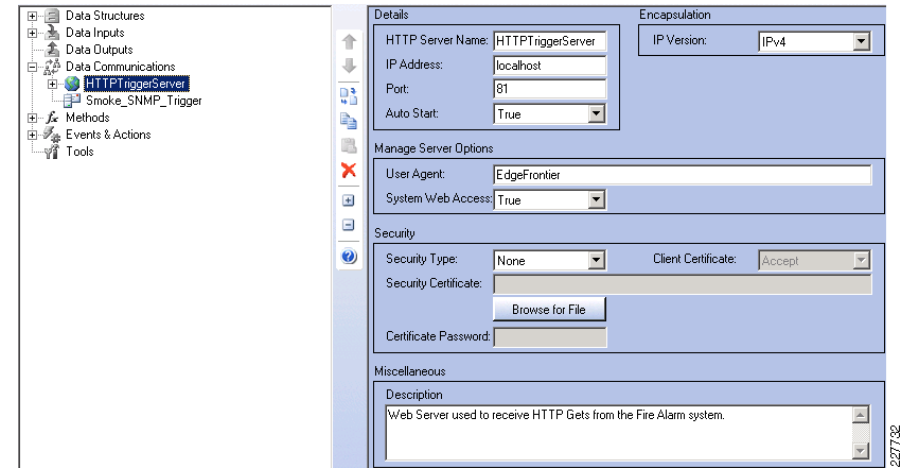 Data Structures
Data Inputs
Data Outputs
Data Communications
HTTPTriggerServer
Smoke_SNMP_Trigger
fx Methods
Events & Actions
Tools
Details
HTTP Server Name: HTTPTriggerServer
IP Address: localhost
Port: 81
Auto Start: True
Encapsulation
IP Version: IPv4
Manage Server Options
User Agent: EdgeFrontier
System Web Access: True
Security
Security Type: None
Client Certificate: Accept
Security Certificate:
Browse for File
Certificate Password:
Miscellaneous
Description
Web Server used to receive HTTP Gets from the Fire Alarm system.
227732